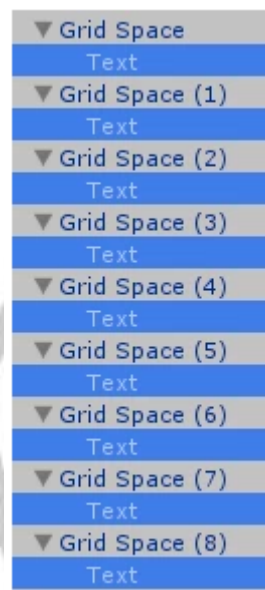 Grid Space
Text
Grid Space (1)
Text
Grid Space (2)
Text
Grid Space (3)
Text
Grid Space (4)
Text
Grid Space (5)
Text
Grid Space (6)
Text
Grid Space (7)
Text
Grid Space (8)
Text